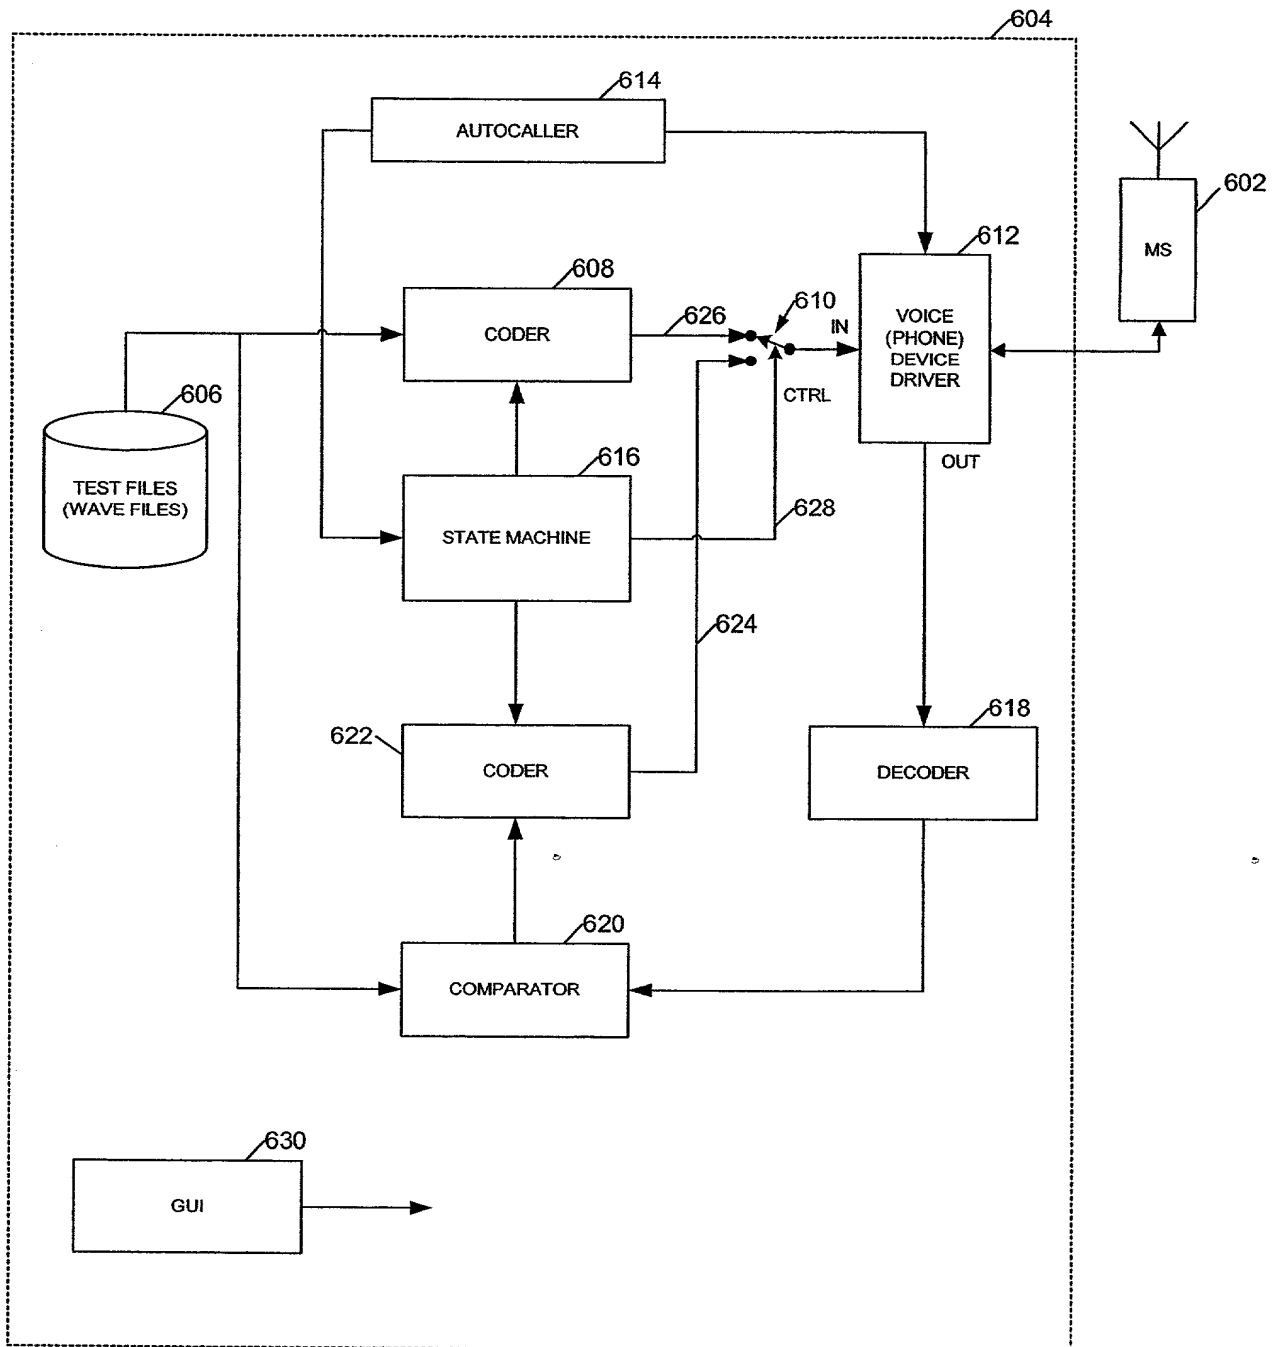 604
614
AUTOCALLER
602
MS
612
608
610
626
IN
VOICE
(PHONE)
DEVICE
DRIVER
CODER
CTRL
606
OUT
616
TEST FILES
(WAVE FILES)
STATE MACHINE
628
624
618
622
CODER
DECODER
620
COMPARATOR
630
GUI